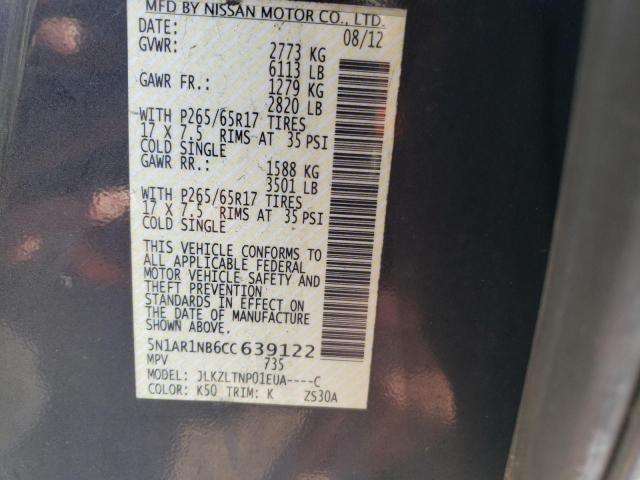 MFD BY NISSAN MOTOR CO., LTD.
DATE: 08/12
GVWR: 2773 KG
6113 LB
GAWR FR.: 1279 KG
2820 LB
WITH P265/65R17 TIRES
17 X 7.5 RIMS AT 35 PSI
COLD SINGLE
GAWR RR.: 1588 KG
3501 LB
WITH P265/65R17 TIRES
17 X 7.5 RIMS AT 35 PSI
COLD SINGLE
THIS VEHICLE CONFORMS TO
ALL APPLICABLE FEDERAL
MOTOR VEHICLE SAFETY AND
THEFT PREVENTION
STANDARDS IN EFFECT ON
THE DATE OF MANUFACTURE
SHOWN ABOVE.
5N1AR1NB6CC 639122
MPV 735
MODEL: JLKZLTNP01EUA----C
COLOR: K50 TRIM: K ZS30A